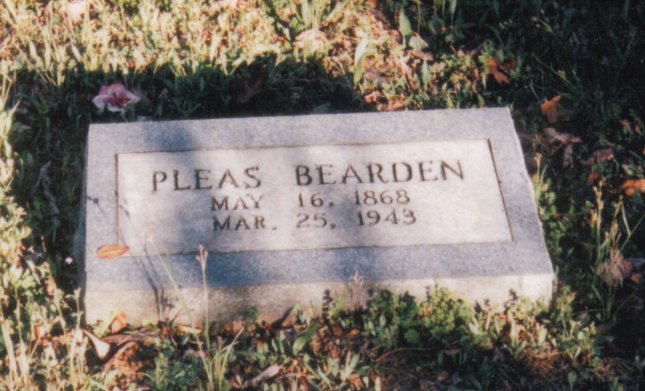 PLEAS BEARDEN
MAY 16, 1868
MAR. 25, 1943